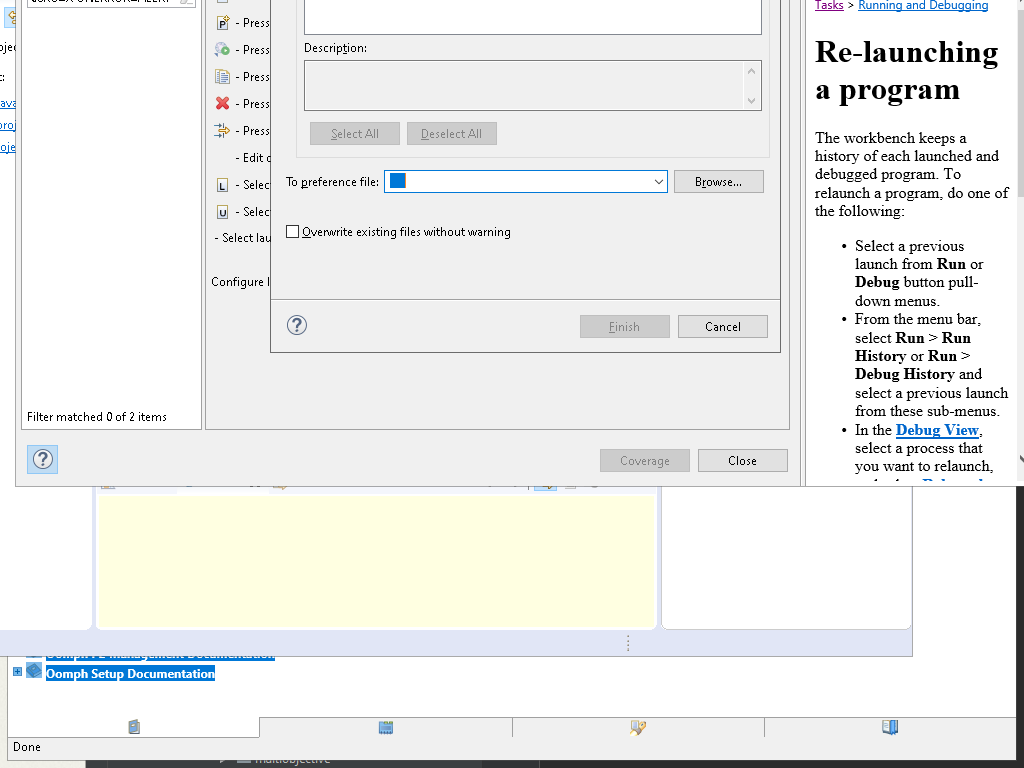 Tasks > Running and Debugging
Re-launching
a program
The workbench keeps a
history of each launched and
debugged program. To
relaunch a program, do one of
the following:
• Select a previous
launch from Run or
Debug button pull-
down menus.
• From the menu bar,
select Run > Run
History or Run >
Debug History and
select a previous launch
from these sub-menus.
• In the Debug View,
select a process that
you want to relaunch,
- Press
- Press
- Press
- Press
- Press
- Edit
- Selec
- Selec
- Select lau
Configure
Description:
Select All
Deselect All
To preference file:
Browse...
Overwrite existing files without warning
Finish
Cancel
Filter matched 0 of 2 items
Coverage
Close
Oomph Setup Documentation
Done